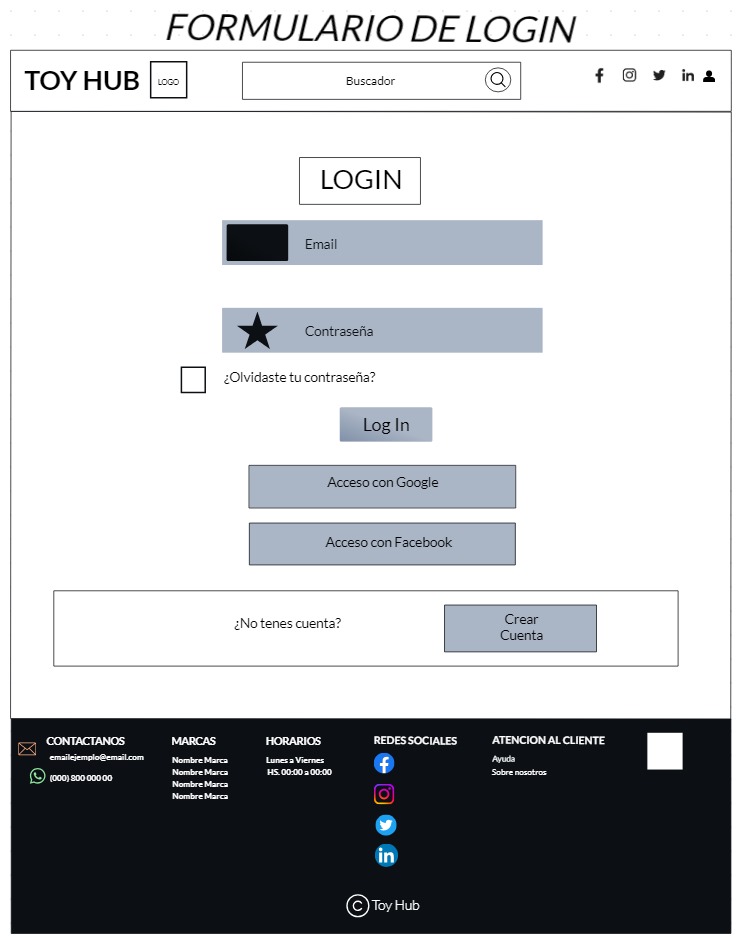 FORMULARIO DE LOGIN
TOY HUB
LOGO
Buscador
LOGIN
Email
Contraseña
¿Olvidaste tu contraseña?
Log In
Acceso con Google
Acceso con Facebook
¿No tenes cuenta?
Crear
Cuenta
CONTACTANOS
emailejemplo@email.com
(000) 800 000 00
MARCAS
Nombre Marca
Nombre Marca
Nombre Marca
Nombre Marca
HORARIOS
Lunes a Viernes
HS. 00:00 a 00:00
REDES SOCIALES
ATENCION AL CLIENTE
Ayuda
Sobre nosotros
© Toy Hub